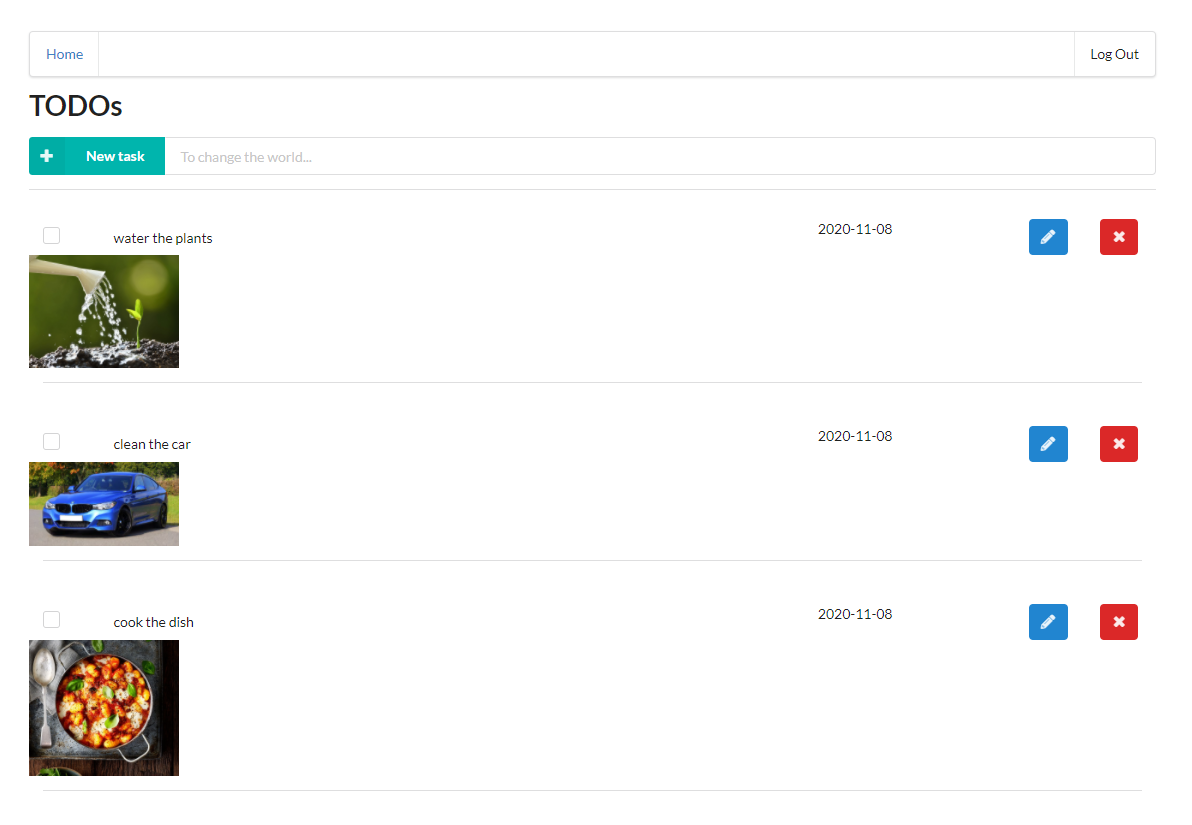 Home
Log Out
TODOs
New task
To change the world...
water the plants
2020-11-08
clean the car
2020-11-08
cook the dish
2020-11-08